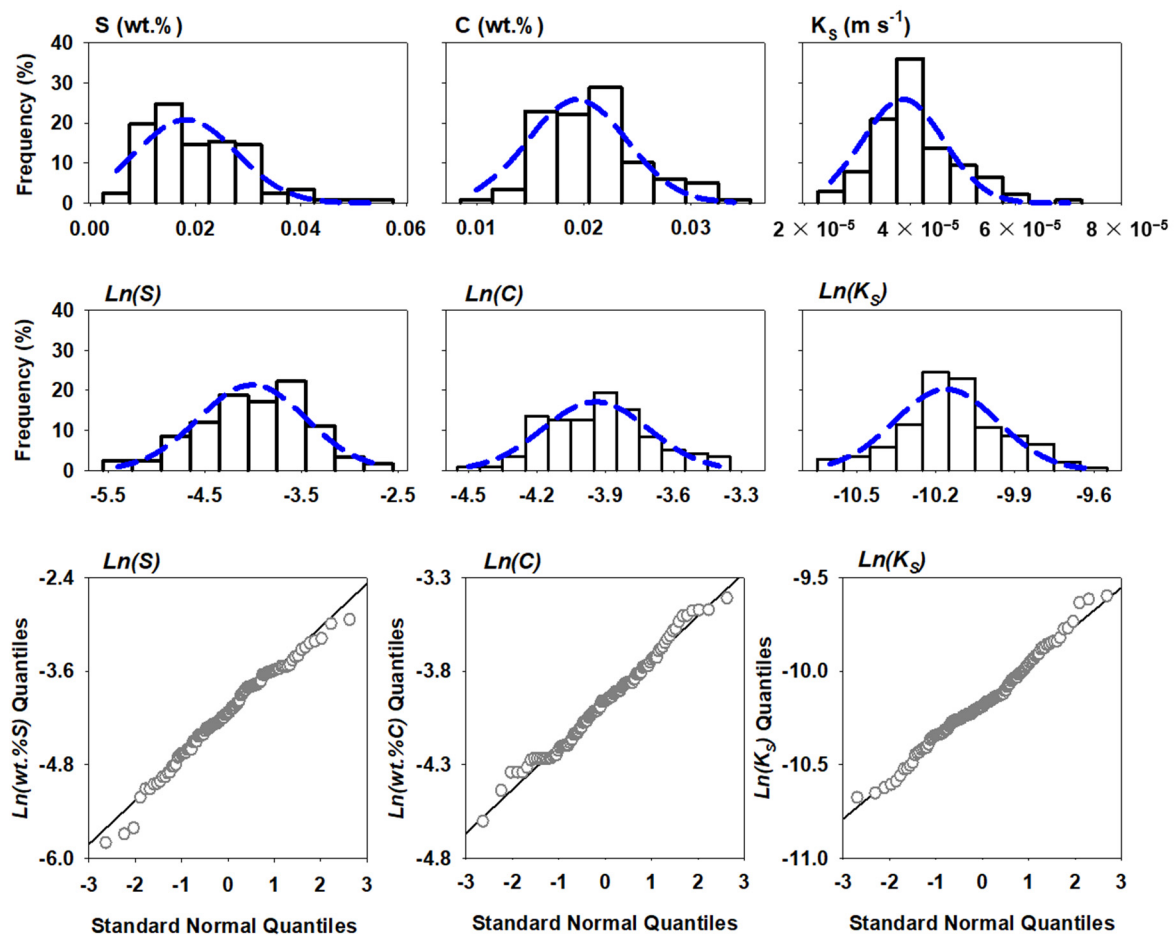 S (wt.%) C (wt.%) K_S (m s⁻¹)
Frequency (%)
40
30
20
10
0
0.00 0.02 0.04 0.06 0.01 0.02 0.03 2 × 10⁻⁵ 4 × 10⁻⁵ 6 × 10⁻⁵ 8 × 10⁻⁵
Ln(S) Ln(C) Ln(K_S)
Frequency (%)
40
30
20
10
0
-5.5 -4.5 -3.5 -2.5 -4.5 -4.2 -3.9 -3.6 -3.3 -10.5 -10.2 -9.9 -9.6
Ln(S) Ln(C) Ln(K_S)
Ln(wt.%S) Quantiles
-2.4
-3.6
-4.8
-6.0
Ln(wt.%C) Quantiles
-3.3
-3.8
-4.3
-4.8
Ln(K_S) Quantiles
-9.5
-10.0
-10.5
-11.0
-3 -2 -1 0 1 2 3 -3 -2 -1 0 1 2 3 -3 -2 -1 0 1 2 3
Standard Normal Quantiles Standard Normal Quantiles Standard Normal Quantiles